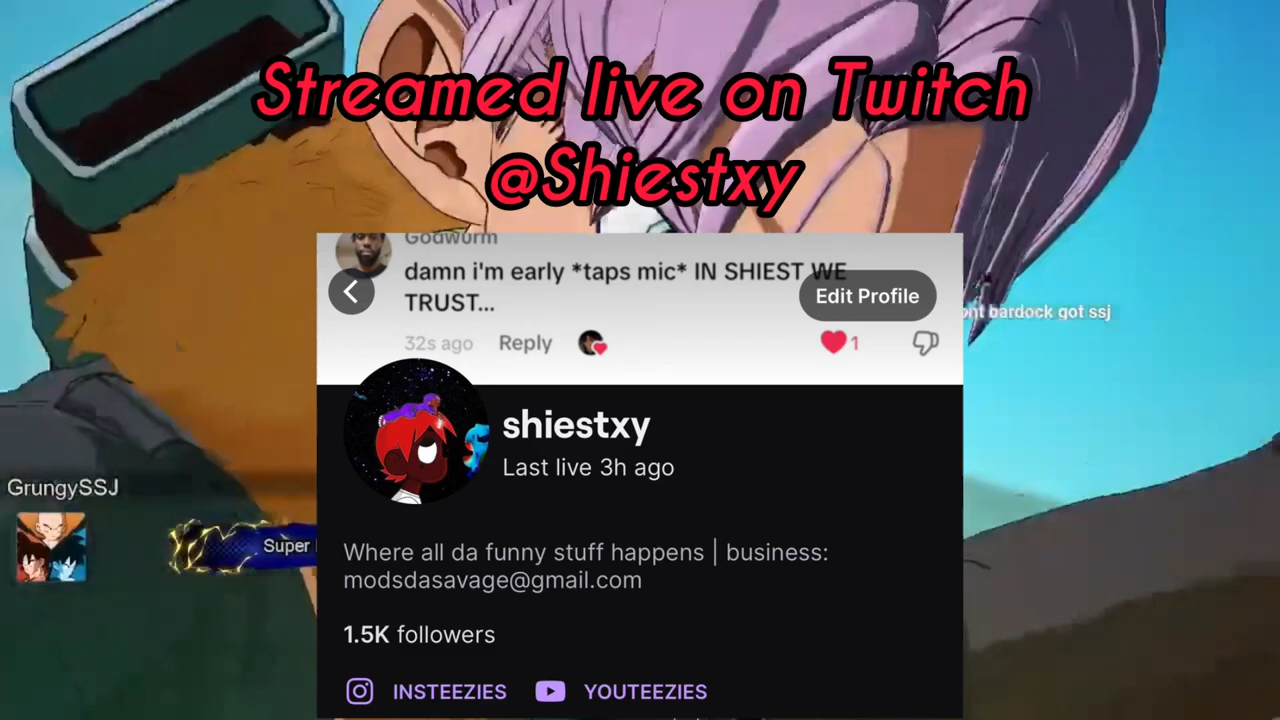 Streamed live on Twitch
@Shiestxy
Godwurm
damn i'm early *taps mic* IN SHIEST WE
TRUST...
Edit Profile
bardock got ssj
32s ago Reply 1
shiestxy
Last live 3h ago
GrungySSJ
Super
Where all da funny stuff happens | business:
modsdasavage@gmail.com
1.5K followers
INSTEEZIES YOUTEEZIES